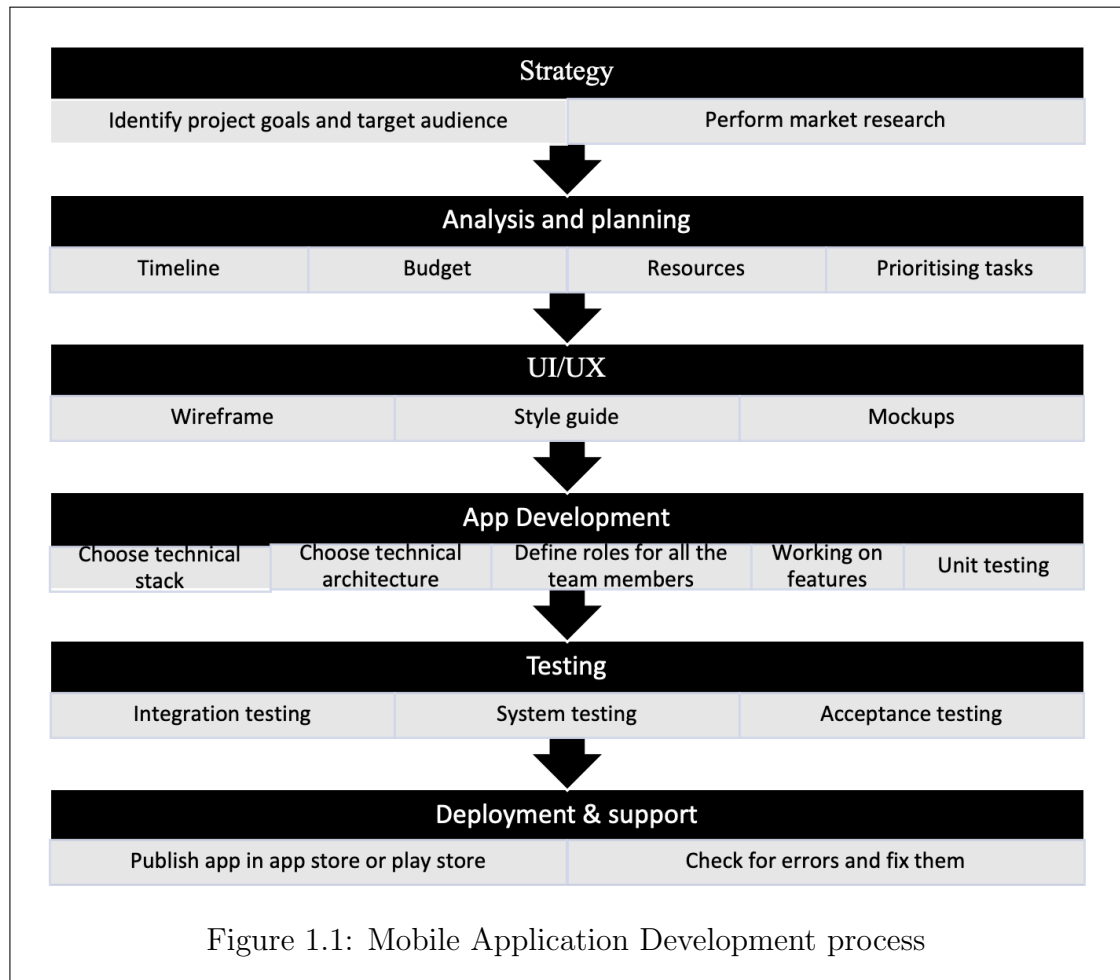 Strategy
Identify project goals and target audience
Perform market research
Analysis and planning
Timeline
Budget
Resources
Prioritising tasks
UI/UX
Wireframe
Style guide
Mockups
App Development
Choose technical
stack
Choose technical
architecture
Define roles for all the
team members
Working on
features
Unit testing
Testing
Integration testing
System testing
Acceptance testing
Deployment & support
Publish app in app store or play store
Check for errors and fix them
Figure 1.1: Mobile Application Development process